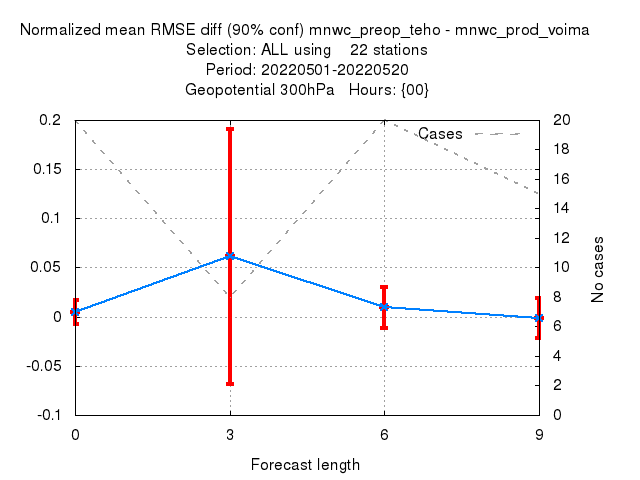 Normalized mean RMSE diff (90% conf) mnwc_preop_teho - mnwc_prod_voima
Selection: ALL using 22 stations
Period: 20220501-20220520
Geopotential 300hPa Hours: {00}
Cases
0.2
0.15
0.1
0.05
0
-0.05
-0.1
20
18
16
14
12
10
8
6
4
2
0
No cases
0 3 6 9
Forecast length